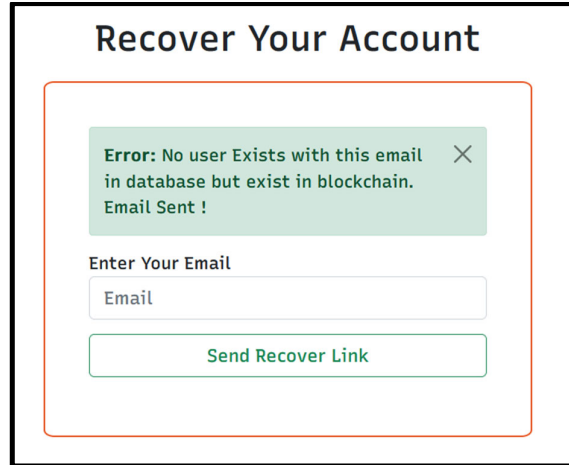 Recover Your Account
Error: No user Exists with this email
in database but exist in blockchain.
Email Sent !
Enter Your Email
Email
Send Recover Link